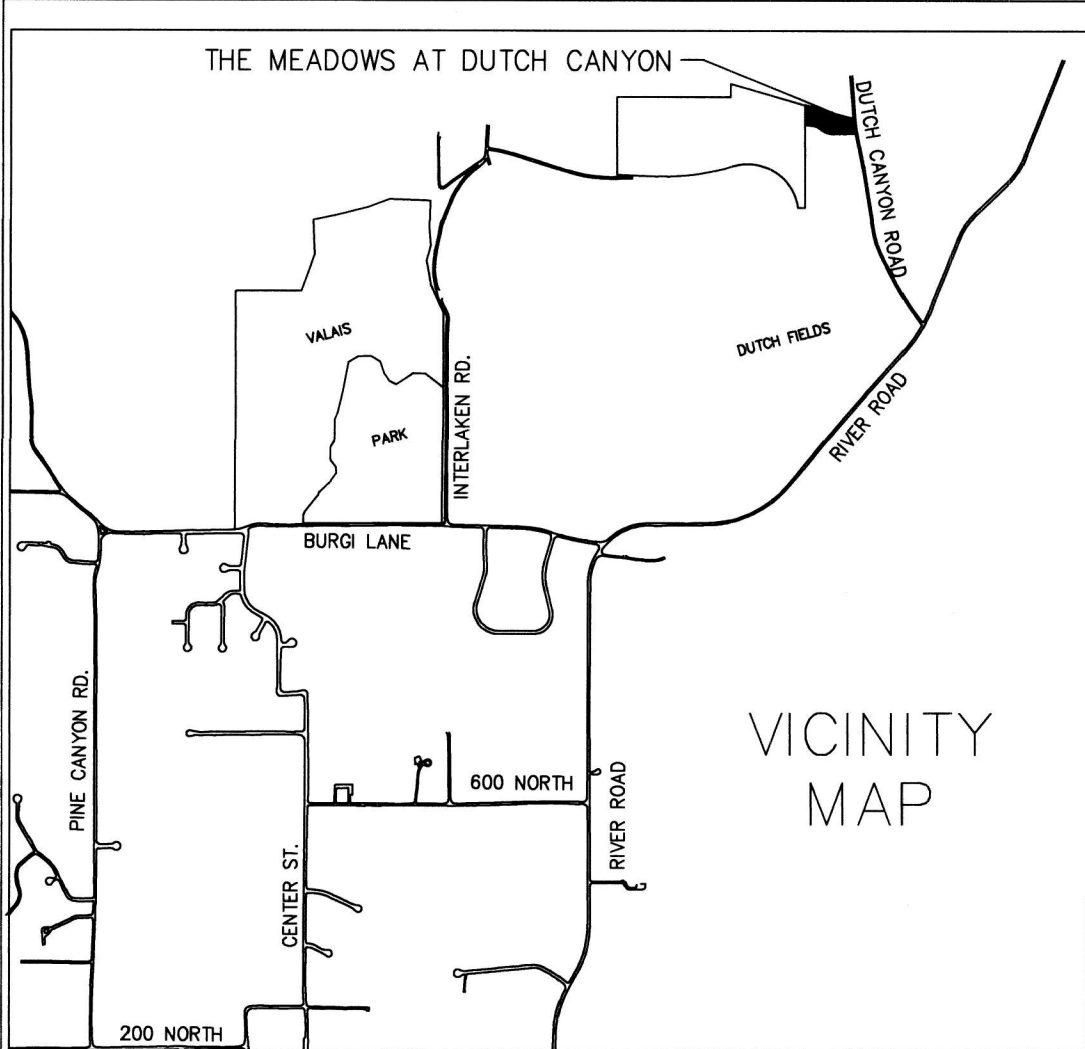 THE MEADOWS AT DUTCH CANYON
DUTCH CANYON ROAD
VALAIS
DUTCH FIELDS
PARK
INTERLAKEN RD.
RIVER ROAD
BURGI LANE
PINE CANYON RD.
VICINITY
MAP
600 NORTH
RIVER ROAD
CENTER ST.
200 NORTH